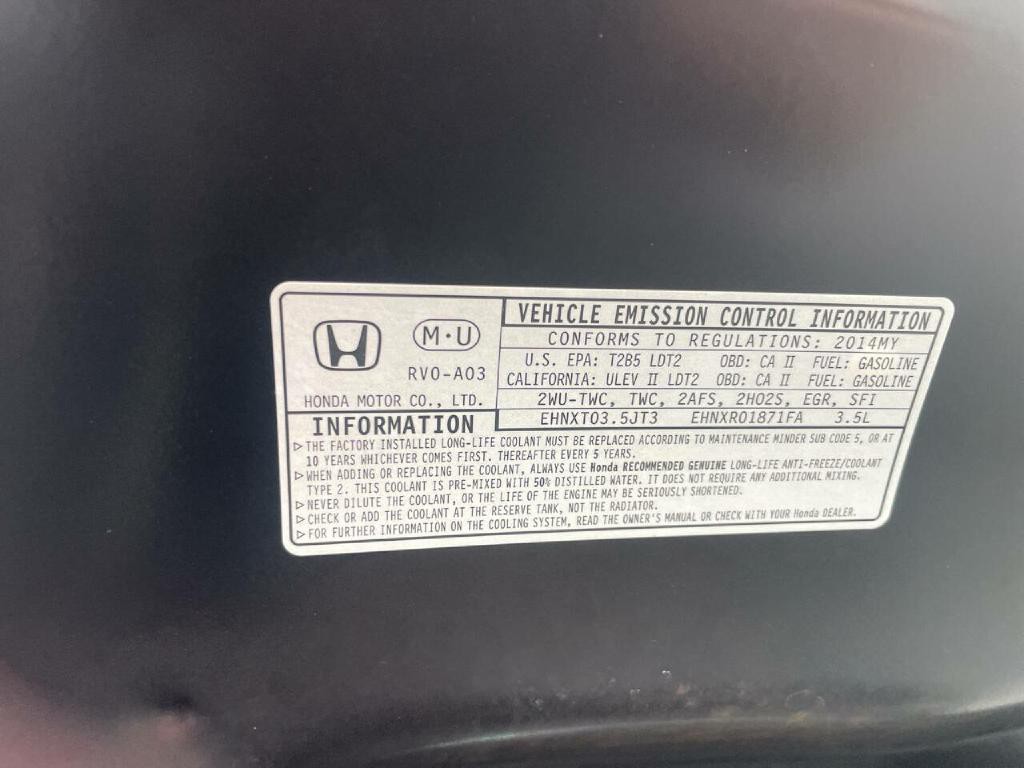 M·U
RV0-A03
HONDA MOTOR CO., LTD.
VEHICLE EMISSION CONTROL INFORMATION
CONFORMS TO REGULATIONS: 2014MY
U.S. EPA: T2B5 LDT2 OBD: CA II FUEL: GASOLINE
CALIFORNIA: ULEV II LDT2 OBD: CA II FUEL: GASOLINE
2WU-TWC, TWC, 2AFS, 2HO2S, EGR, SFI
EHNXT03.5JT3 EHNXR01871FA 3.5L
INFORMATION
▷THE FACTORY INSTALLED LONG-LIFE COOLANT MUST BE REPLACED ACCORDING TO MAINTENANCE MINDER SUB CODE 5, OR AT
10 YEARS WHICHEVER COMES FIRST. THEREAFTER EVERY 5 YEARS.
▷WHEN ADDING OR REPLACING THE COOLANT, ALWAYS USE Honda RECOMMENDED GENUINE LONG-LIFE ANTI-FREEZE/COOLANT
TYPE 2. THIS COOLANT IS PRE-MIXED WITH 50% DISTILLED WATER. IT DOES NOT REQUIRE ANY ADDITIONAL MIXING.
▷NEVER DILUTE THE COOLANT, OR THE LIFE OF THE ENGINE MAY BE SERIOUSLY SHORTENED.
▷CHECK OR ADD THE COOLANT AT THE RESERVE TANK, NOT THE RADIATOR.
▷FOR FURTHER INFORMATION ON THE COOLING SYSTEM, READ THE OWNER'S MANUAL OR CHECK WITH YOUR Honda DEALER.